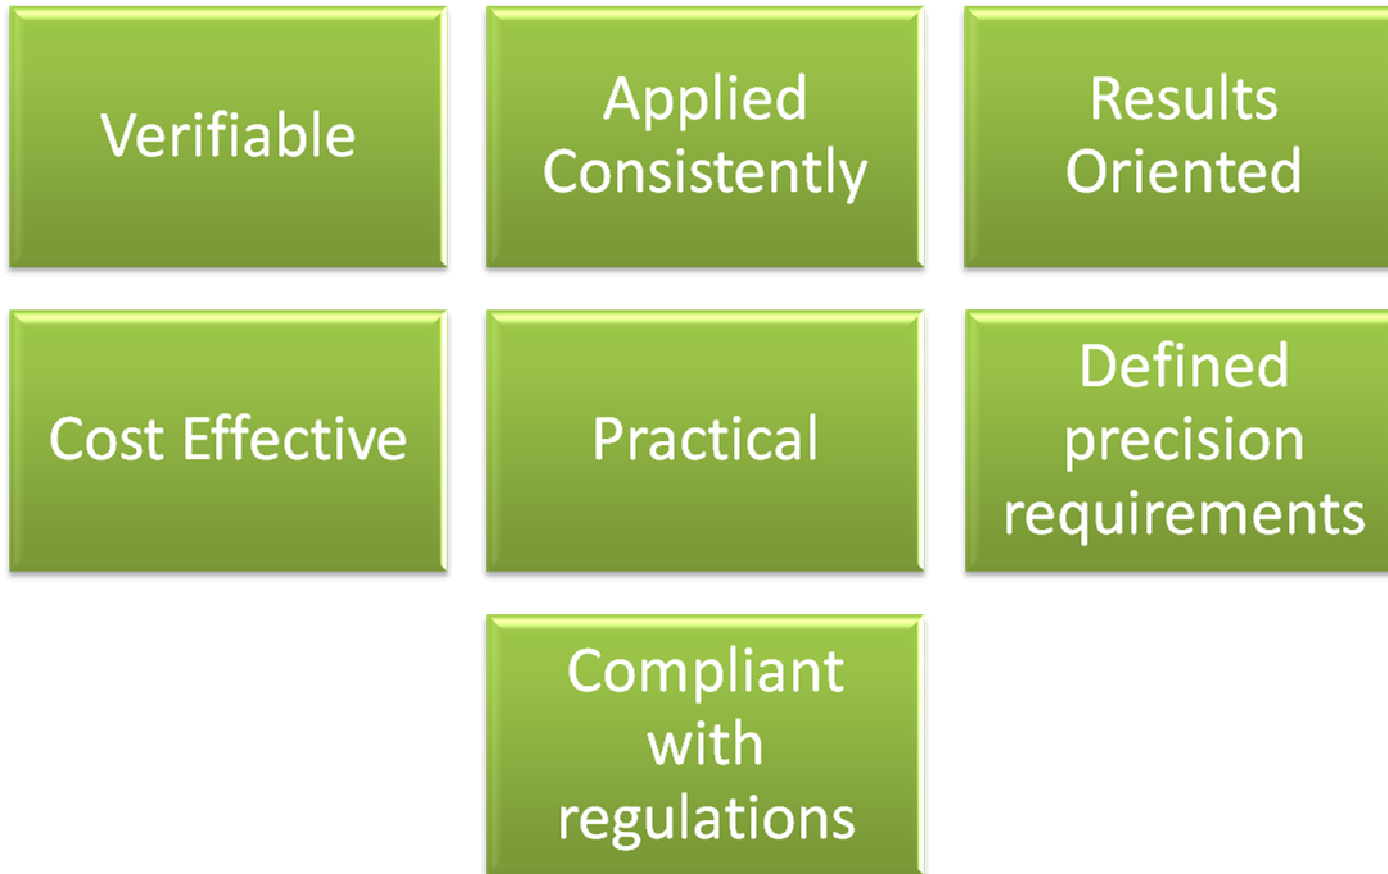 Verifiable
Applied
Consistently
Results
Oriented
Cost Effective
Practical
Defined
precision
requirements
Compliant
with
regulations